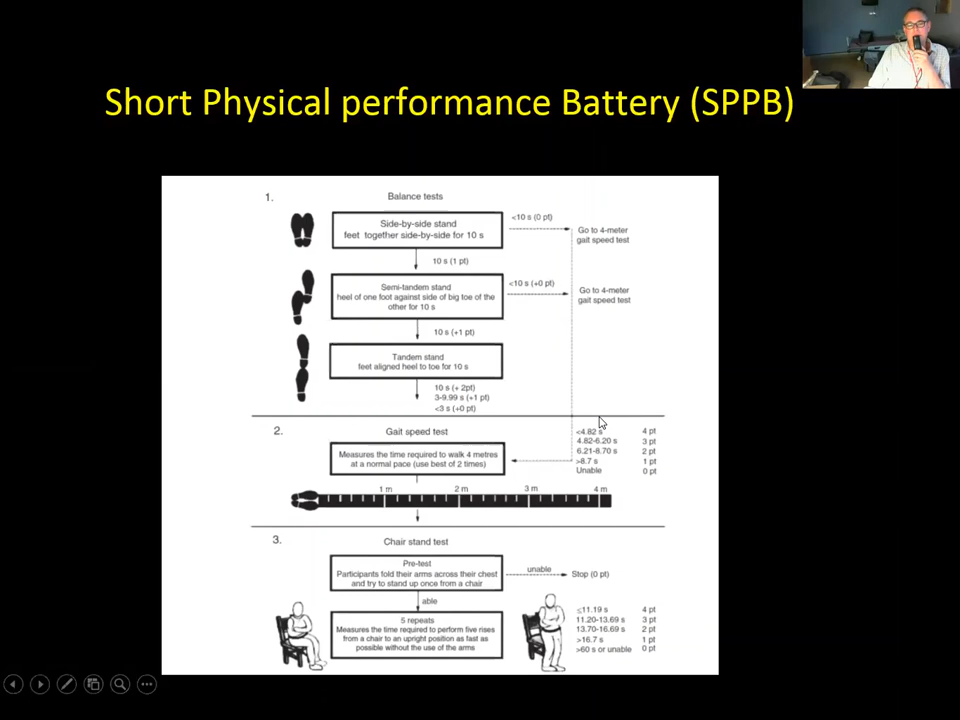 Short Physical performance Battery (SPPB)
1.
Balance tests
Side-by-side stand
feet together side-by-side for 10 s
<10 s (0 pt)
Go to 4-meter
gait speed test
10 s (1 pt)
Semi-tandem stand
heel of one foot against side of big toe of the
other for 10 s
<10 s (+0 pt)
Go to 4-meter
gait speed test
10 s (+1 pt)
Tandem stand
feet aligned heel to toe for 10 s
10 s (+ 2pt)
3-9.99 s (+1 pt)
<3 s (+0 pt)
2.
Gait speed test
Measures the time required to walk 4 metres
at a normal pace (use best of 2 times)
<4.82 s 4 pt
4.82-6.20 s 3 pt
6.21-8.70 s 2 pt
>8.7 s 1 pt
Unable 0 pt
1 m 2 m 3 m 4 m
3.
Chair stand test
Pre-test
Participants fold their arms across their chest
and try to stand up once from a chair
unable
Stop (0 pt)
able
5 repeats
Measures the time required to perform five rises
from a chair to an upright position as fast as
possible without the use of the arms
≤11.19 s 4 pt
11.20-13.69 s 3 pt
13.70-16.69 s 2 pt
>16.7 s 1 pt
>60 s or unable 0 pt